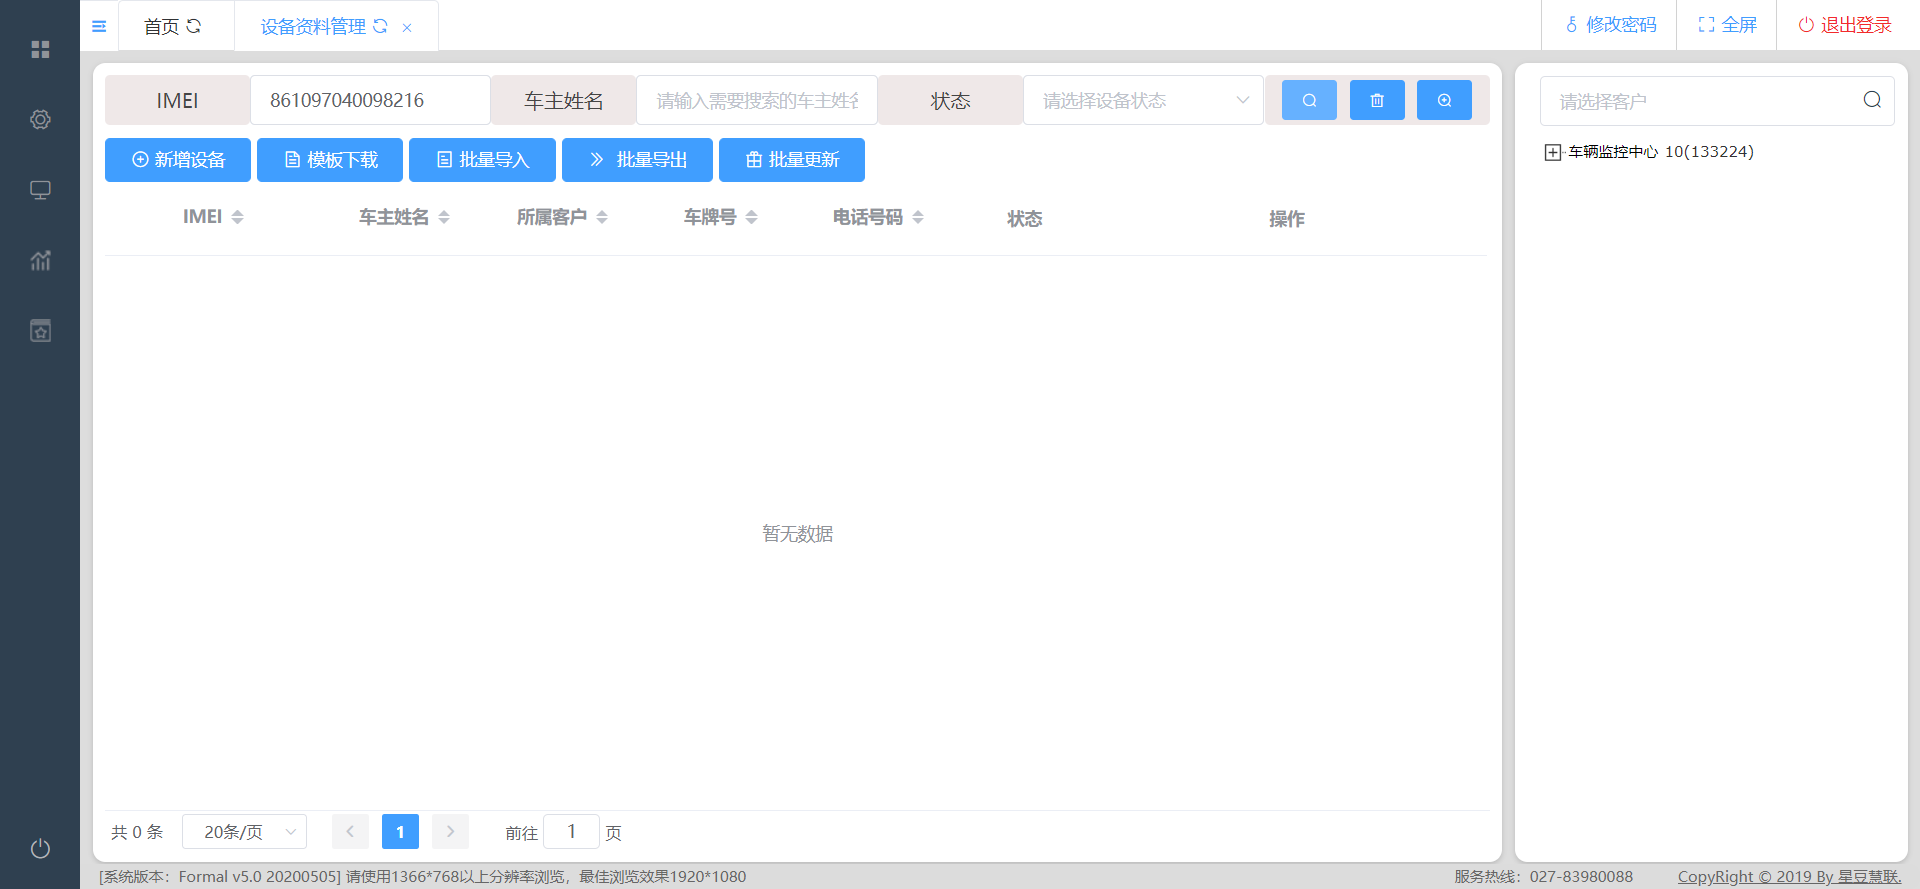 首页
设备资料管理
修改密码
全屏
退出登录
IMEI
861097040098216
车主姓名
请输入需要搜索的车主姓名
状态
请选择设备状态
请选择客户
新增设备
模板下载
批量导入
批量导出
批量更新
车辆监控中心 10(133224)
IMEI 车主姓名 所属客户 车牌号 电话号码 状态 操作
暂无数据
共 0 条 20条/页 1 前往 1 页
[系统版本：Formal v5.0 20200505] 请使用1366*768以上分辨率浏览，最佳浏览效果1920*1080
服务热线：027-83980088
CopyRight © 2019 By 星豆慧联.